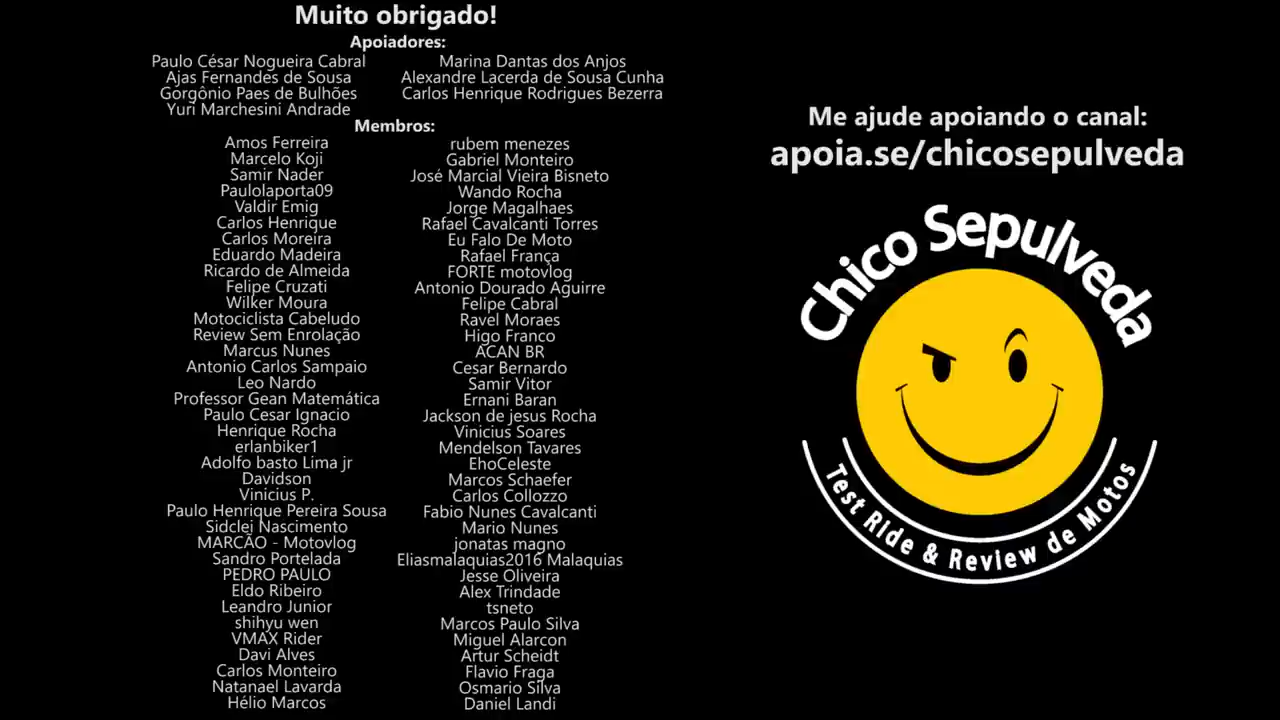 Muito obrigado!
Apoiadores:
Paulo César Nogueira Cabral
Ajas Fernandes de Sousa
Gorgônio Paes de Bulhões
Yuri Marchesini Andrade
Marina Dantas dos Anjos
Alexandre Lacerda de Sousa Cunha
Carlos Henrique Rodrigues Bezerra
Membros:
Amos Ferreira
Marcelo Koji
Samir Nader
Paulolaporta09
Valdir Emig
Carlos Henrique
Carlos Moreira
Eduardo Madeira
Ricardo de Almeida
Felipe Cruzati
Wilker Moura
Motociclista Cabeludo
Review Sem Enrolação
Marcus Nunes
Antonio Carlos Sampaio
Leo Nardo
Professor Gean Matemática
Paulo Cesar Ignacio
Henrique Rocha
erlanbiker1
Adolfo basto Lima jr
Davidson
Vinicius P.
Paulo Henrique Pereira Sousa
Sidclei Nascimento
MARCÃO - Motovlog
Sandro Portelada
PEDRO PAULO
Eldo Ribeiro
Leandro Junior
shihyu wen
VMAX Rider
Davi Alves
Carlos Monteiro
Natanael Lavarda
Hélio Marcos
rubem menezes
Gabriel Monteiro
José Marcial Vieira Bisneto
Wando Rocha
Jorge Magalhaes
Rafael Cavalcanti Torres
Eu Falo De Moto
Rafael França
FORTE motovlog
Antonio Dourado Aguirre
Felipe Cabral
Ravel Moraes
Higo Franco
ACAN BR
Cesar Bernardo
Samir Vitor
Ernani Baran
Jackson de jesus Rocha
Vinicius Soares
Mendelson Tavares
EhoCeleste
Marcos Schaefer
Carlos Collozzo
Fabio Nunes Cavalcanti
Mario Nunes
jonatas magno
Eliasmalaquias2016 Malaquias
Jesse Oliveira
Alex Trindade
tsneto
Marcos Paulo Silva
Miguel Alarcon
Artur Scheidt
Flavio Fraga
Osmario Silva
Daniel Landi
Me ajude apoiando o canal:
apoia.se/chicosepulveda
Chico Sepulveda
Test Ride & Review de Motos